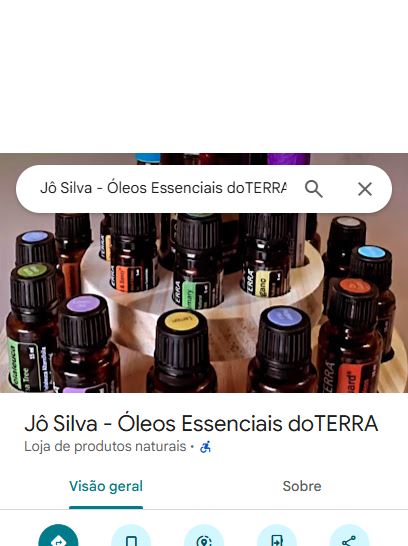 Jô Silva - Óleos Essenciais doTERRA
Jô Silva - Óleos Essenciais doTERRA
Loja de produtos naturais •
Visão geral
Sobre